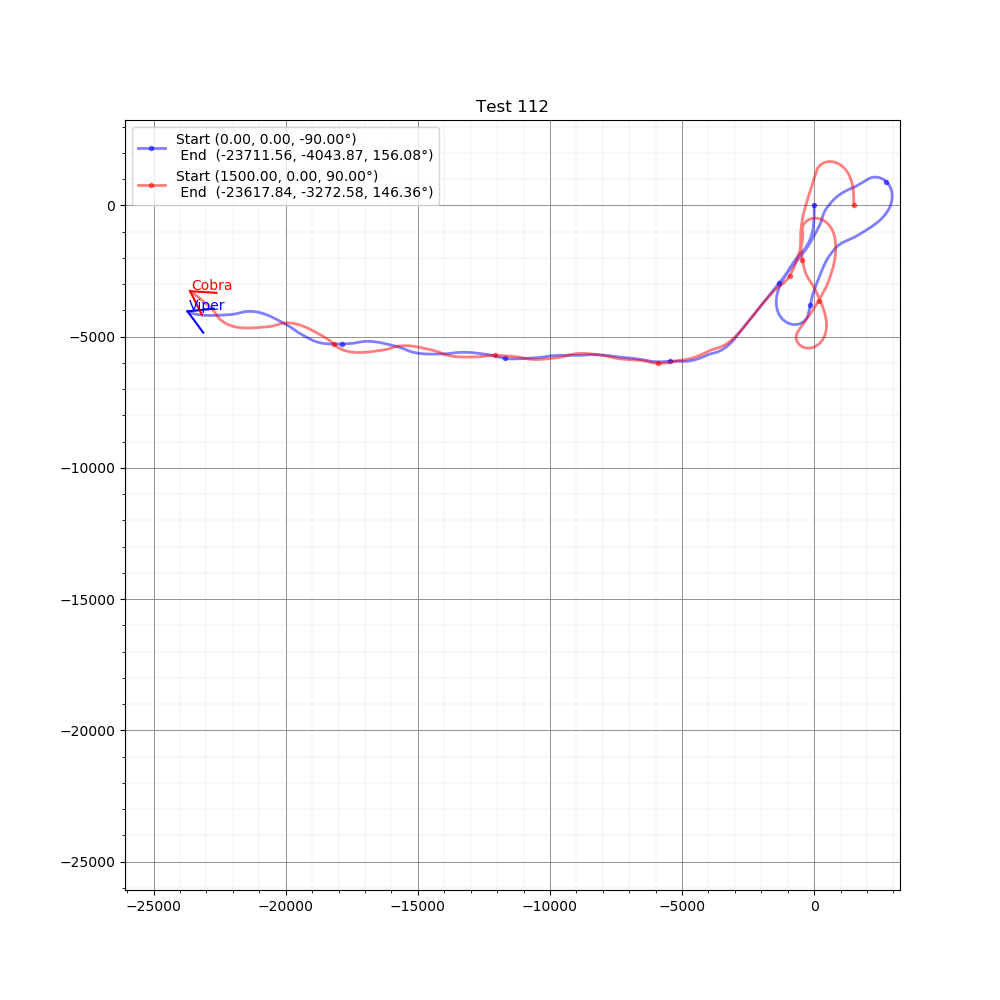 Test 112
Start (0.00, 0.00, -90.00°)
End (-23711.56, -4043.87, 156.08°)
Start (1500.00, 0.00, 90.00°)
End (-23617.84, -3272.58, 146.36°)
0
Cobra
Viper
−5000
−10000
−15000
−20000
−25000
−25000 −20000 −15000 −10000 −5000 0